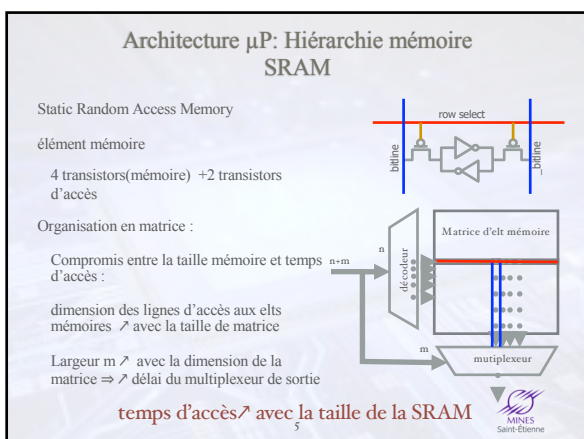 Architecture µP: Hiérarchie mémoire
SRAM
Static Random Access Memory
élément mémoire
4 transistors(mémoire) +2 transistors
d'accès
Organisation en matrice :
Compromis entre la taille mémoire et temps
d'accès :
dimension des lignes d'accès aux elts
mémoires ↗ avec la taille de matrice
Largeur m ↗ avec la dimension de la
matrice ⇒ ↗ délai du multiplexeur de sortie
temps d'accès↗ avec la taille de la SRAM
5
row select
bitline
_bitline
Matrice d'elt mémoire
n+m
n
décodeur
m
mutiplexeur
MINES
Saint-Étienne